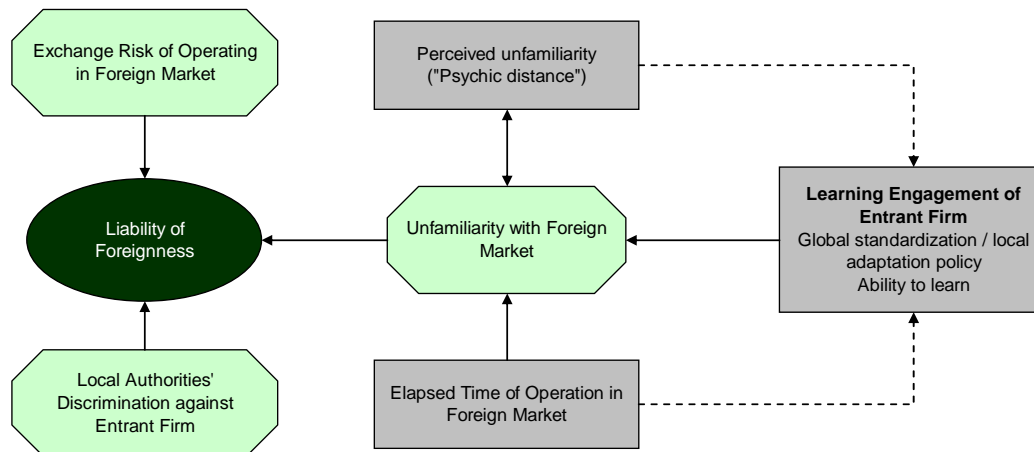 Exchange Risk of Operating
in Foreign Market
Perceived unfamiliarity
("Psychic distance")
Liability of
Foreignness
Unfamiliarity with Foreign
Market
Learning Engagement of
Entrant Firm
Global standardization / local
adaptation policy
Ability to learn
Local Authorities'
Discrimination against
Entrant Firm
Elapsed Time of Operation in
Foreign Market